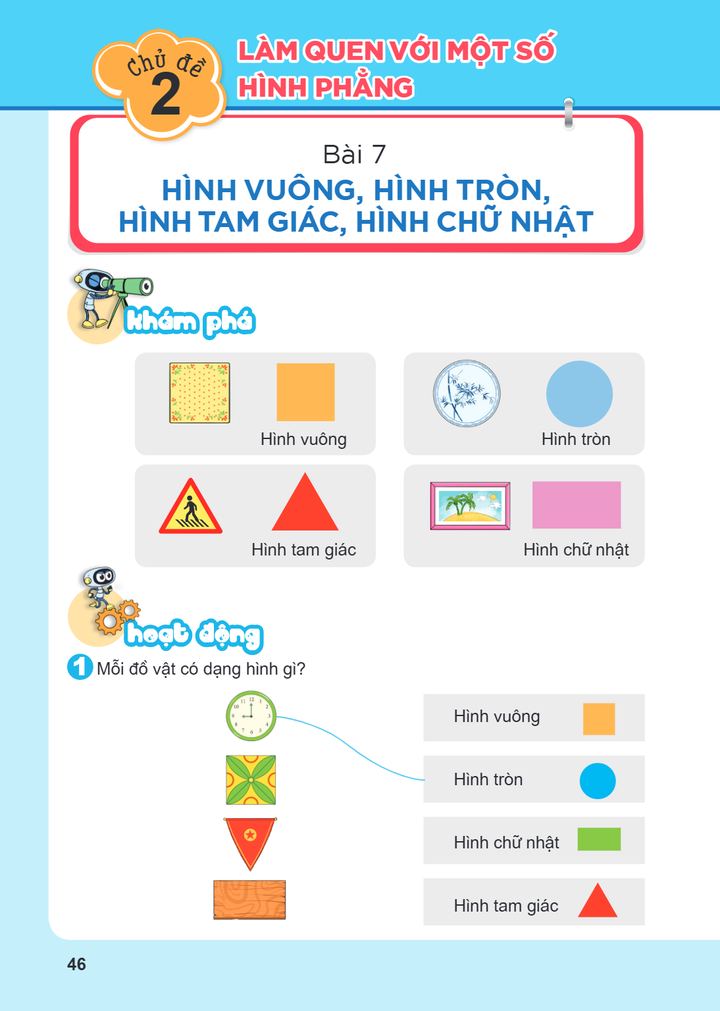 Chủ đề
2
LÀM QUEN VỚI MỘT SỐ
HÌNH PHẲNG
Bài 7
HÌNH VUÔNG, HÌNH TRÒN,
HÌNH TAM GIÁC, HÌNH CHỮ NHẬT
Khám phá
Hình vuông
Hình tròn
Hình tam giác
Hình chữ nhật
hoạt động
1 Mỗi đồ vật có dạng hình gì?
Hình vuông
Hình tròn
Hình chữ nhật
Hình tam giác
46